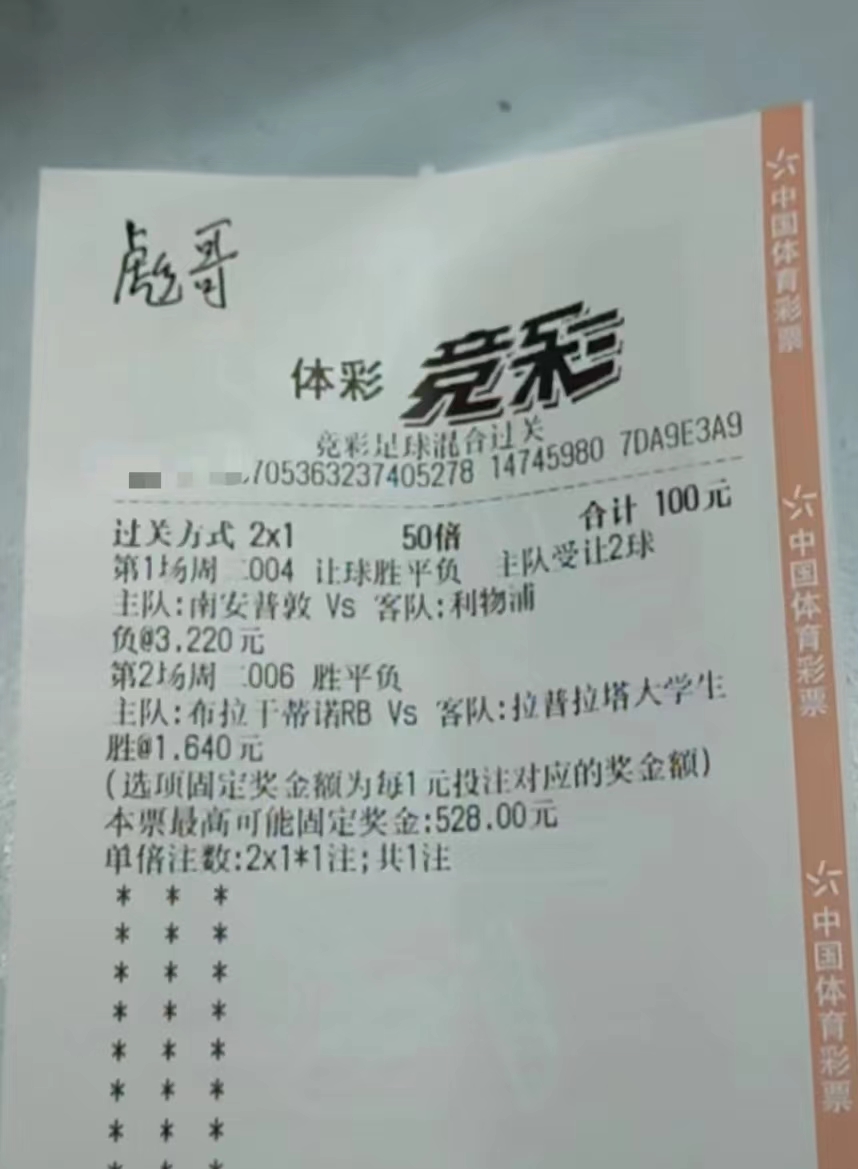 彪哥
体彩 竞彩
竞彩足球混合过关
705363237405278 14745980 7DA9E3A9
过关方式 2x1 50倍 合计 100元
第1场周二004 让球胜平负 主队受让2球
主队:南安普敦 Vs 客队:利物浦
负@3.220元
第2场周二006 胜平负
主队:布拉干蒂诺RB Vs 客队:拉普拉塔大学生
胜@1.640元
(选项固定奖金额为每1元投注对应的奖金额)
本票最高可能固定奖金:528.00元
单倍注数:2x1*1注;共1注
* * *
* * *
* * *
* * *
* * *
* * *
* * *
* * *
中国体育彩票
中国体育彩票
中国体育彩票